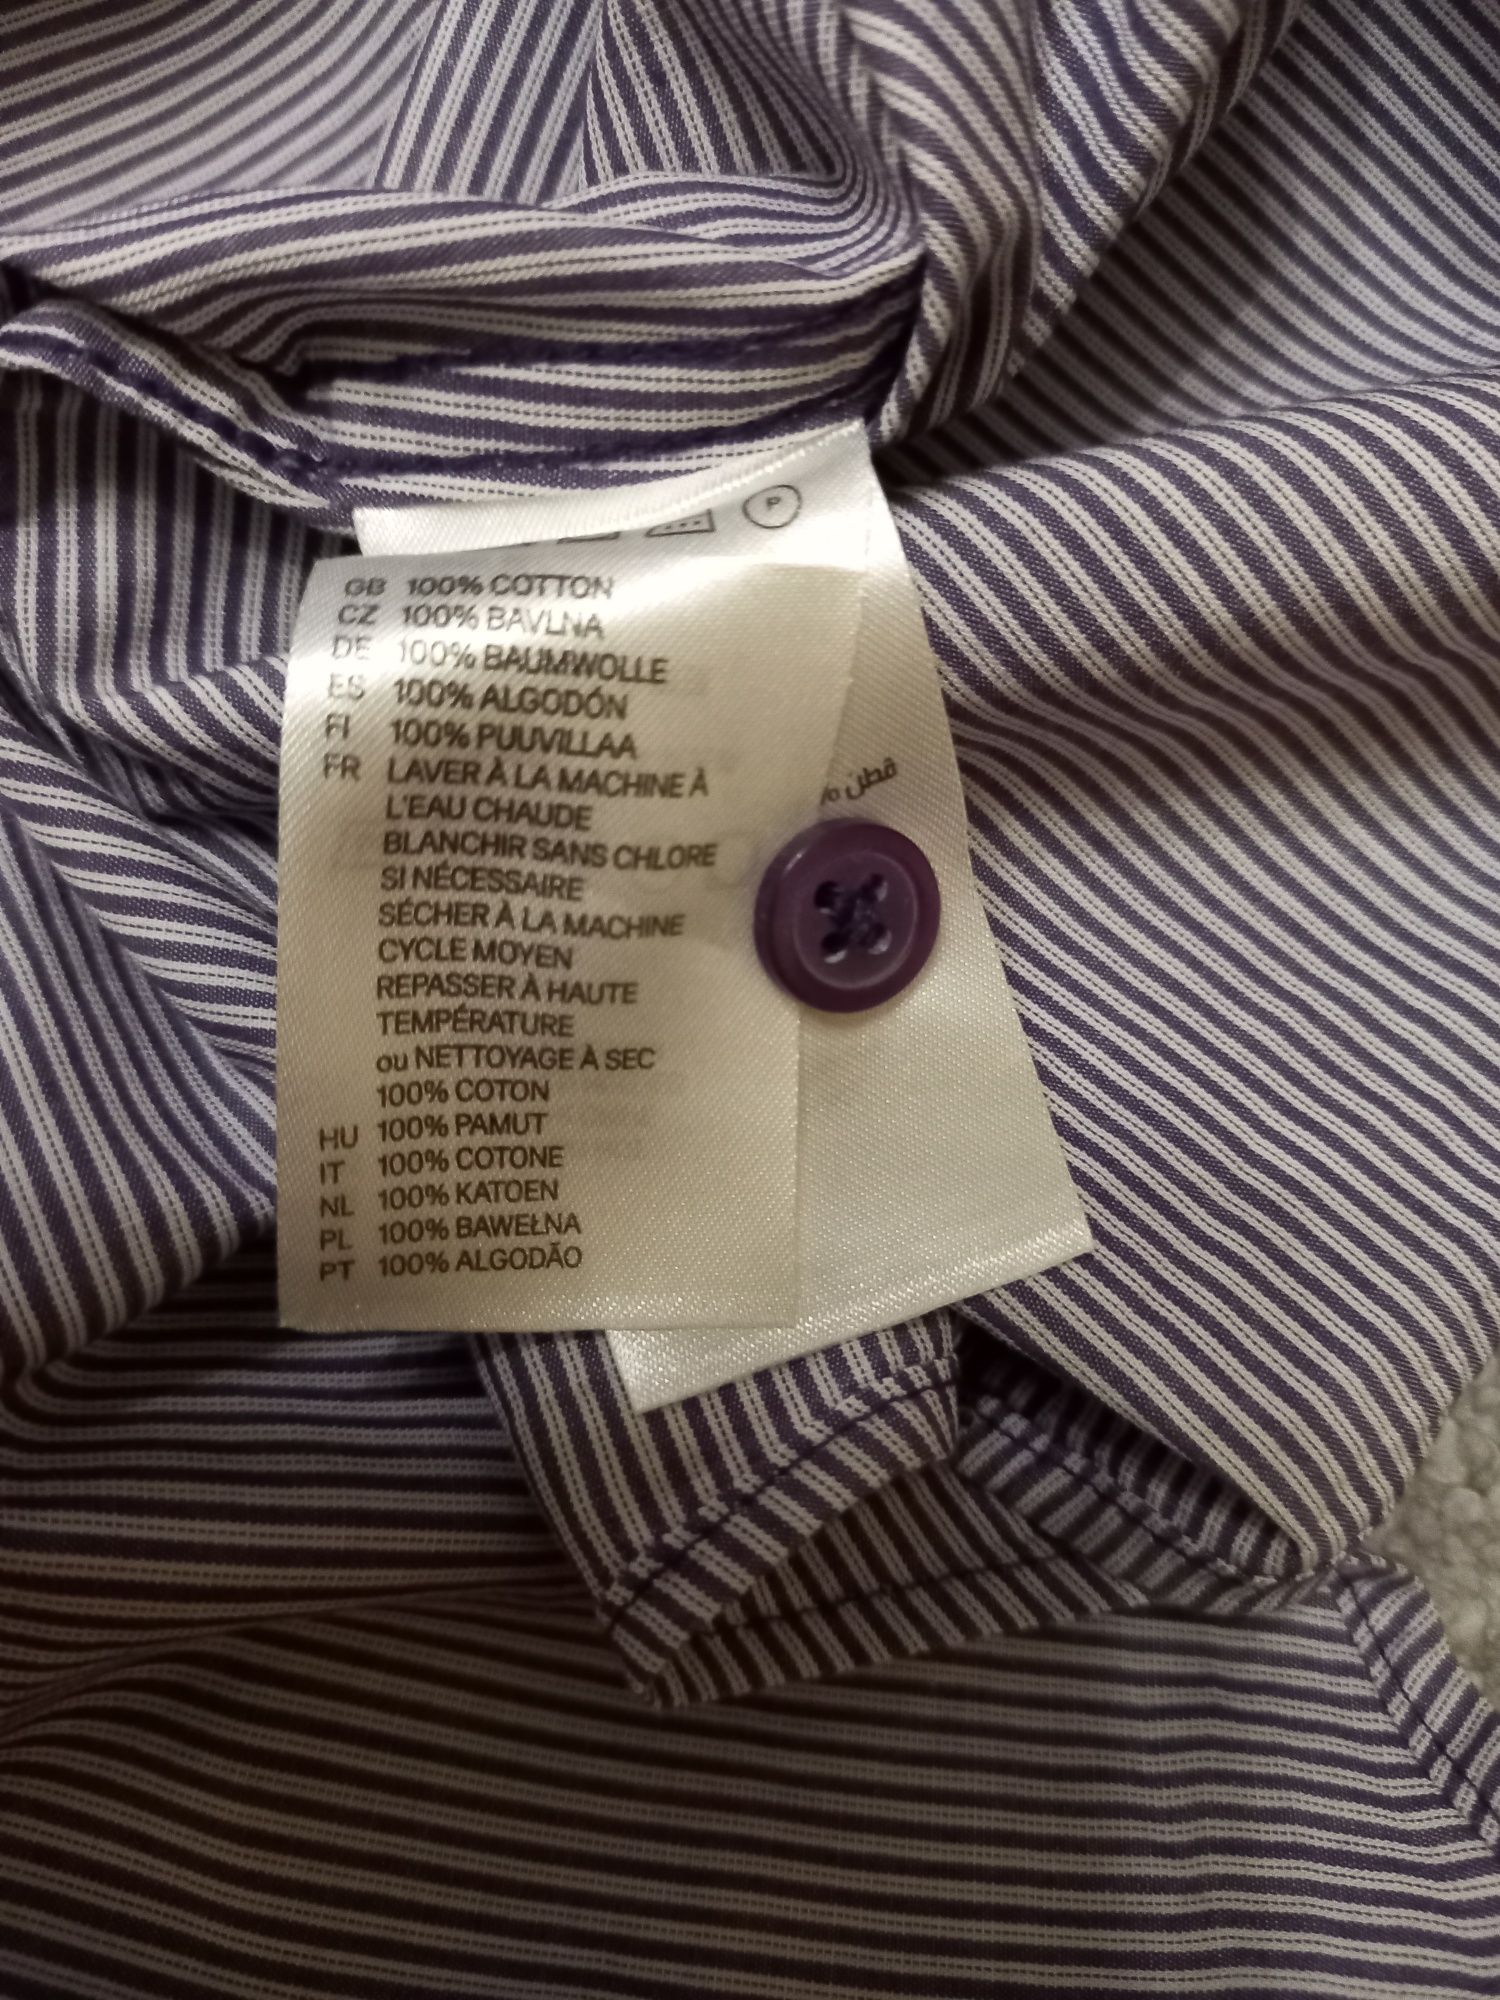 P
GB 100% COTTON
CZ 100% BAVLNA
DE 100% BAUMWOLLE
ES 100% ALGODÓN
FI 100% PUUVILLAA
FR LAVER À LA MACHINE À
L'EAU CHAUDE
BLANCHIR SANS CHLORE
SI NÉCESSAIRE
SÉCHER À LA MACHINE
CYCLE MOYEN
REPASSER À HAUTE
TEMPÉRATURE
ou NETTOYAGE À SEC
100% COTON
HU 100% PAMUT
IT 100% COTONE
NL 100% KATOEN
PL 100% BAWEŁNA
PT 100% ALGODÃO
% قطن